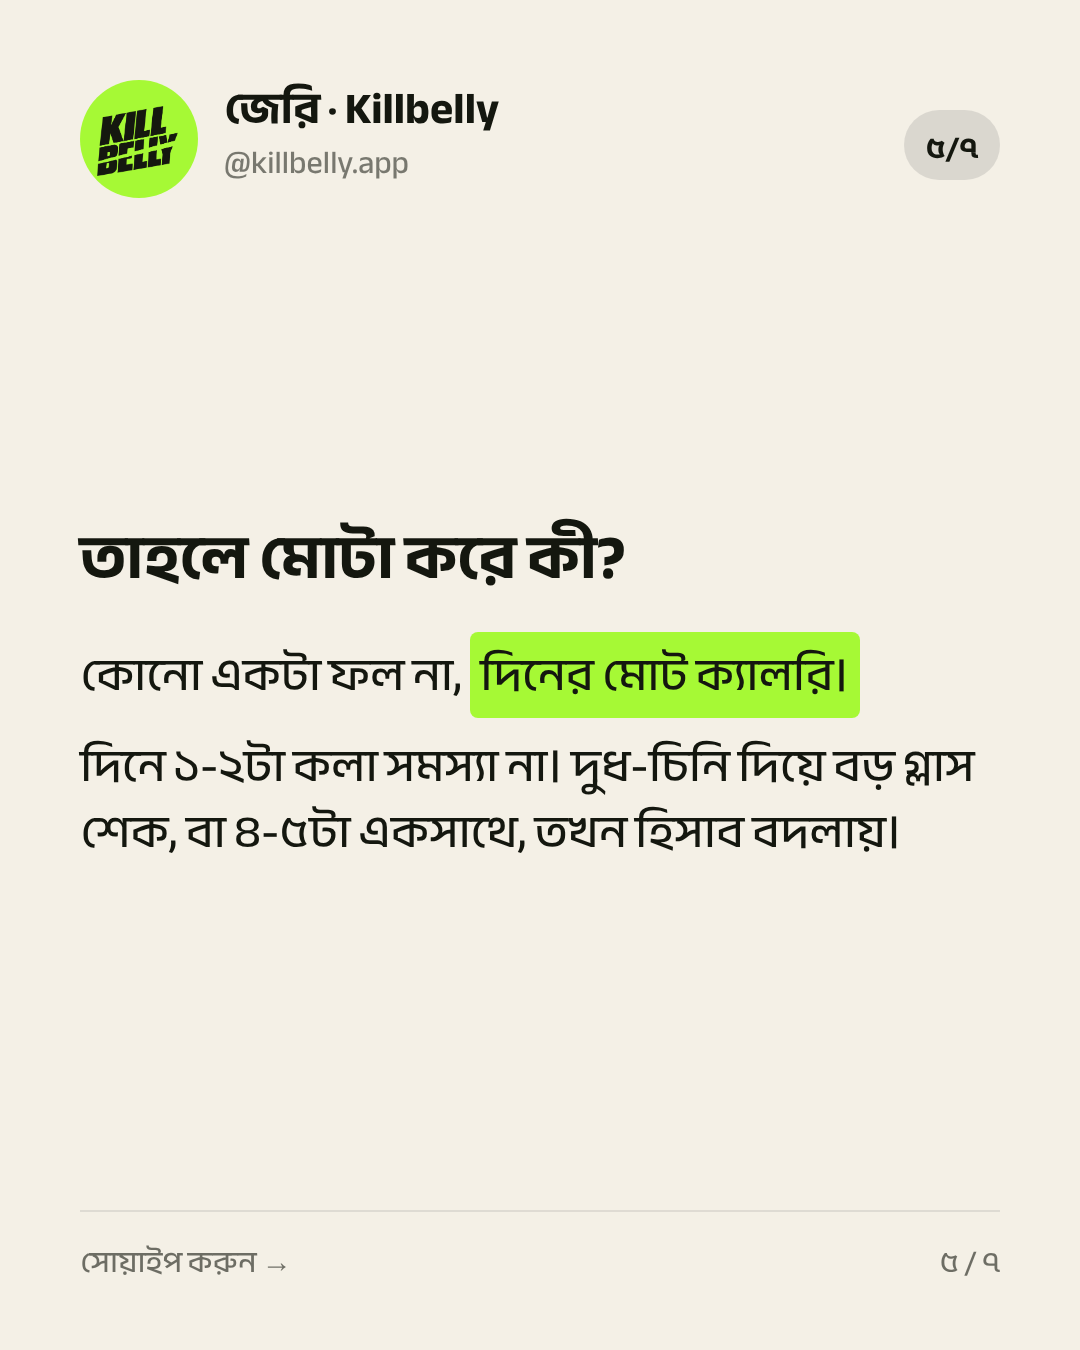 KILL
BELLY
জেরি · Killbelly
@killbelly.app
৫/৭
তাহলে মোটা করে কী?
কোনো একটা ফল না, দিনের মোট ক্যালরি।
দিনে ১-২টা কলা সমস্যা না। দুধ-চিনি দিয়ে বড় গ্লাস
শেক, বা ৪-৫টা একসাথে, তখন হিসাব বদলায়।
সোয়াইপ করুন →
৫ / ৭